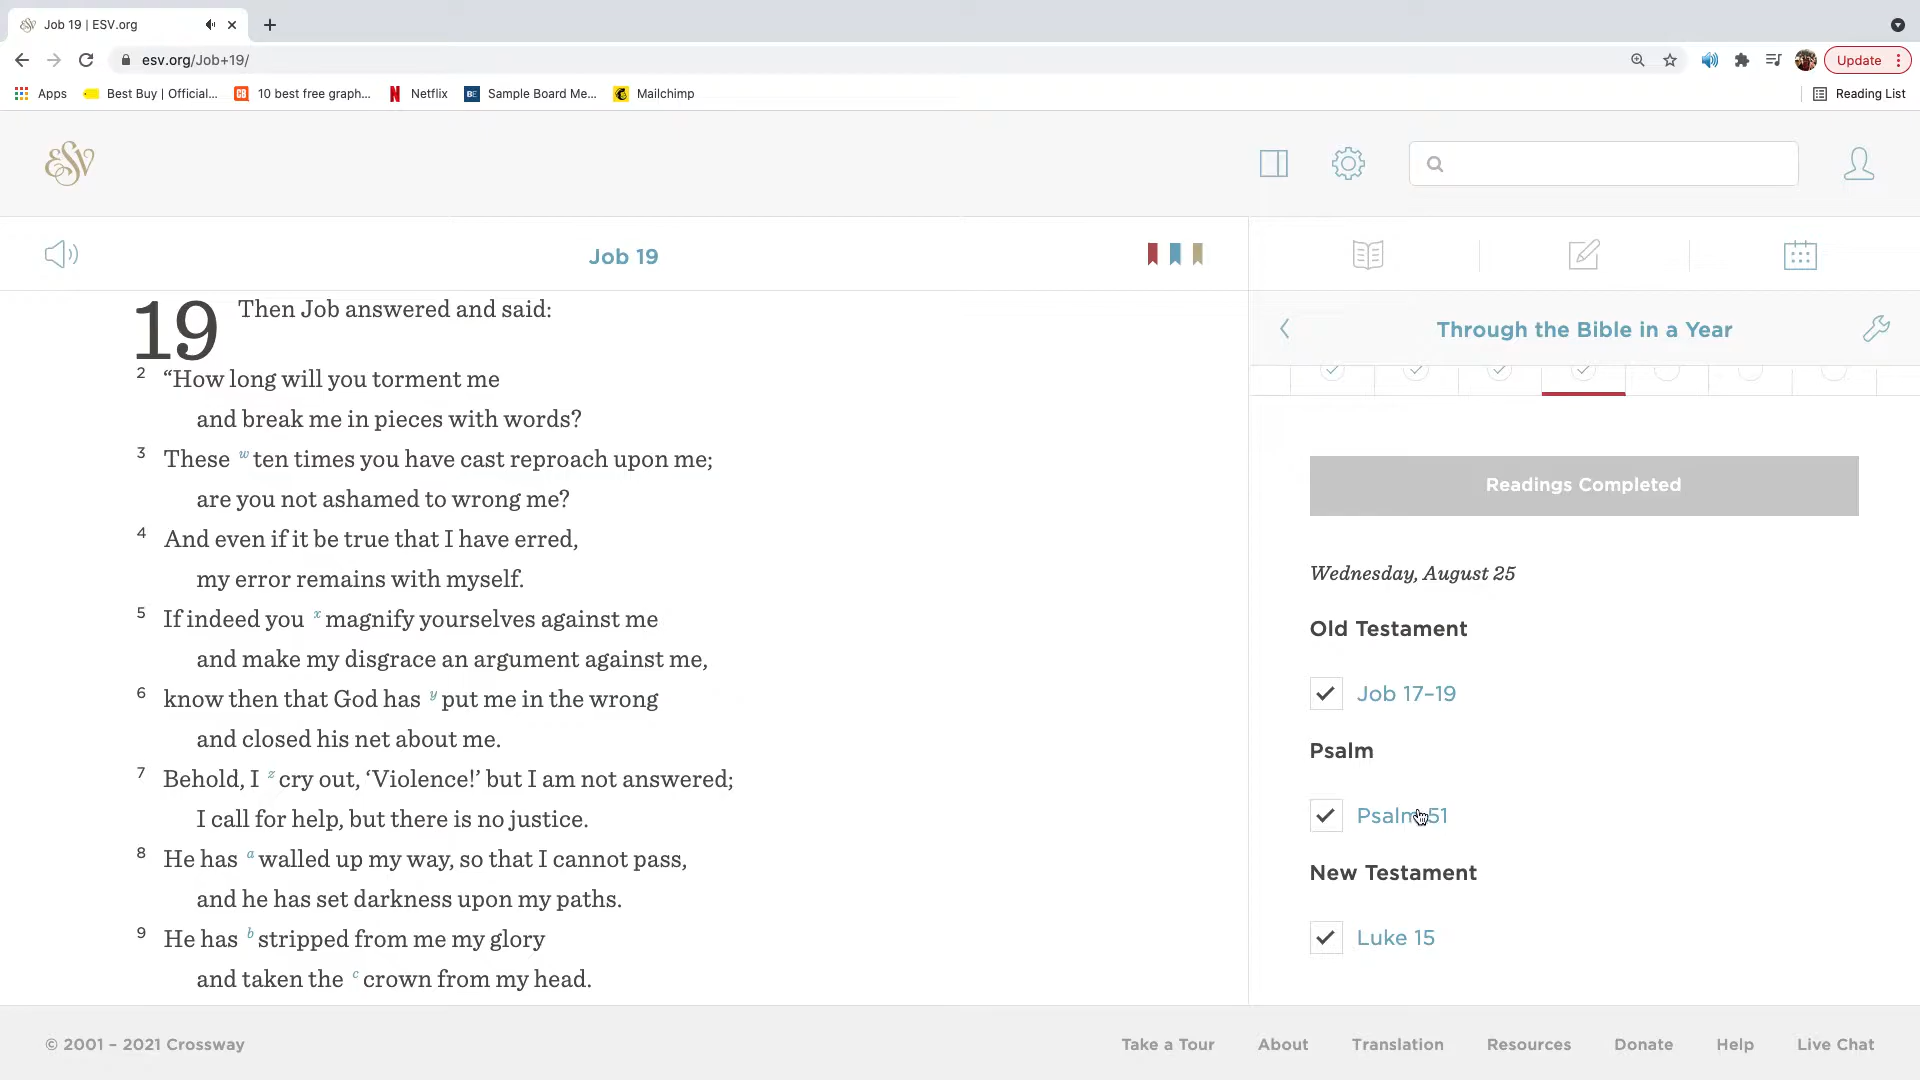 Job 19 | ESV.org
esv.org/Job+19/
Update
Apps
Best Buy | Official...
10 best free graph...
Netflix
Sample Board Me...
Mailchimp
Reading List
ESV
Job 19
19 Then Job answered and said:
2 “How long will you torment me
and break me in pieces with words?
3 These w ten times you have cast reproach upon me;
are you not ashamed to wrong me?
4 And even if it be true that I have erred,
my error remains with myself.
5 If indeed you x magnify yourselves against me
and make my disgrace an argument against me,
6 know then that God has y put me in the wrong
and closed his net about me.
7 Behold, I z cry out, ‘Violence!’ but I am not answered;
I call for help, but there is no justice.
8 He has a walled up my way, so that I cannot pass,
and he has set darkness upon my paths.
9 He has b stripped from me my glory
and taken the c crown from my head.
Through the Bible in a Year
Readings Completed
Wednesday, August 25
Old Testament
Job 17–19
Psalm
Psalm 51
New Testament
Luke 15
© 2001 – 2021 Crossway
Take a Tour
About
Translation
Resources
Donate
Help
Live Chat